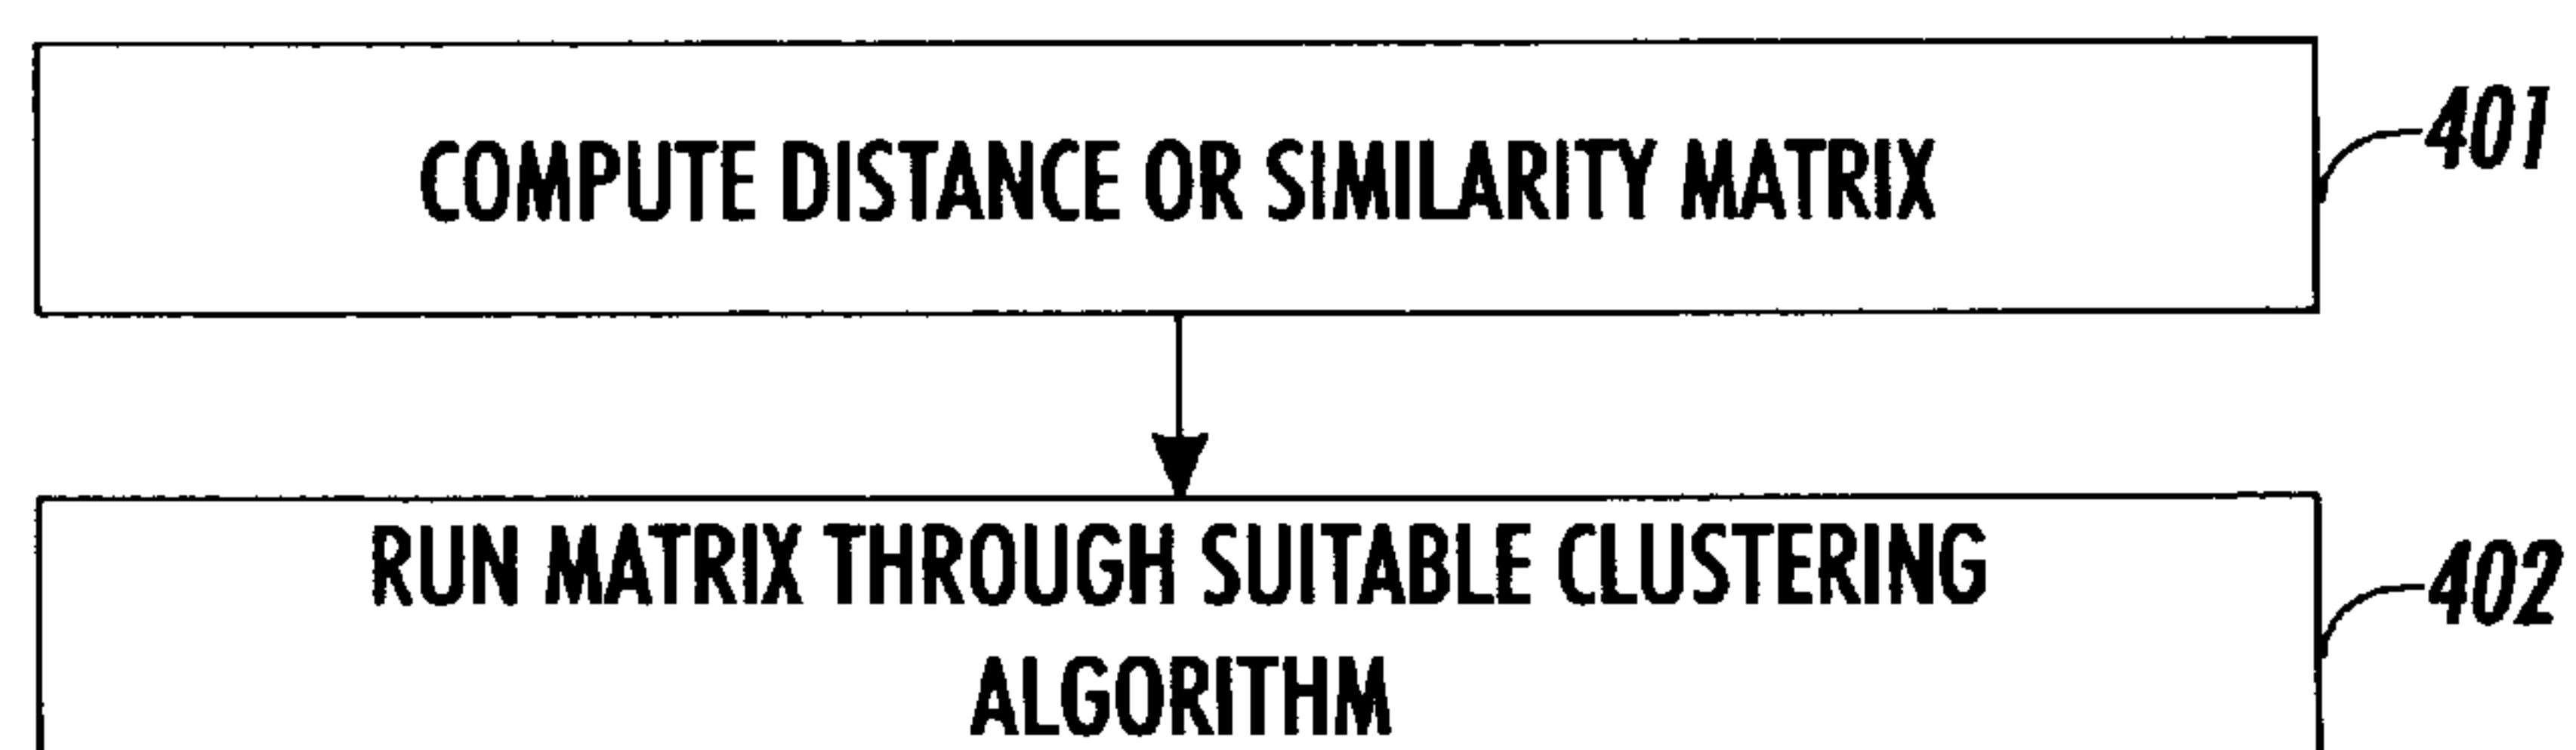 COMPUTE DISTANCE OR SIMILARITY MATRIX
401
RUN MATRIX THROUGH SUITABLE CLUSTERING
ALGORITHM
402